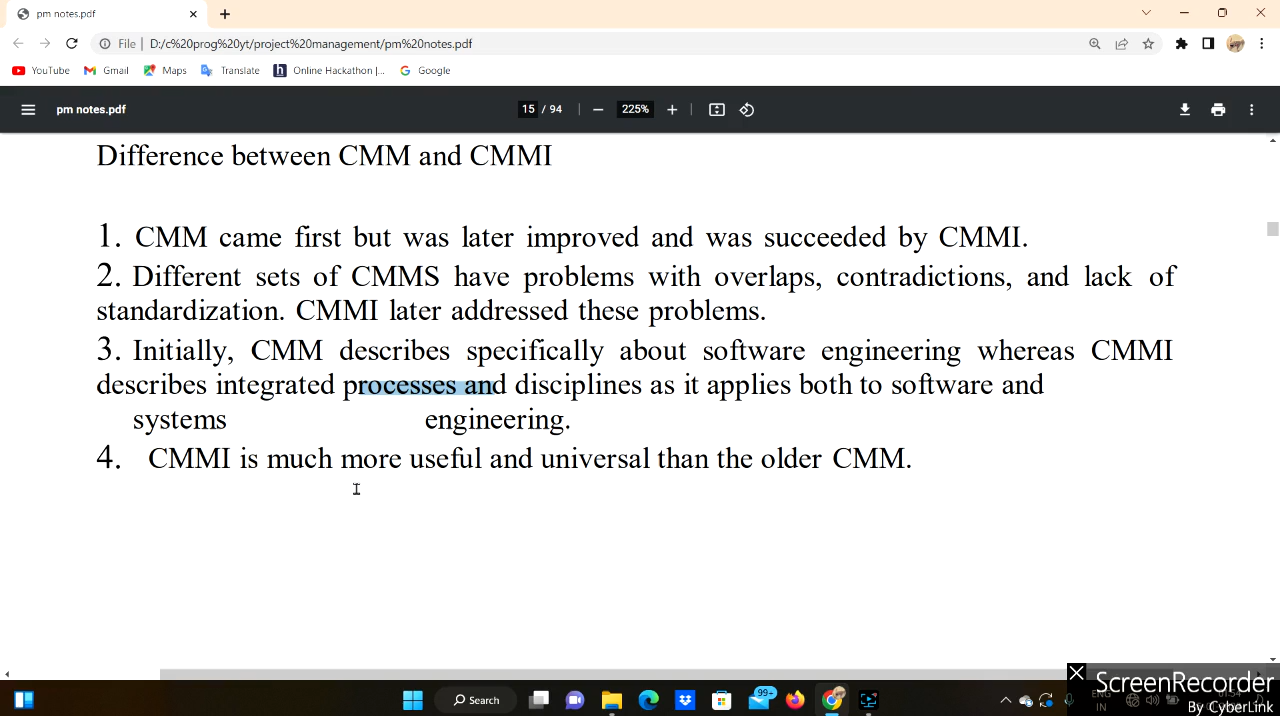 pm notes.pdf
File D:/c%20prog%20yt/project%20management/pm%20notes.pdf
YouTube Gmail Maps Translate Online Hackathon |... Google
pm notes.pdf 15 / 94 225%
Difference between CMM and CMMI
1. CMM came first but was later improved and was succeeded by CMMI.
2. Different sets of CMMS have problems with overlaps, contradictions, and lack of
standardization. CMMI later addressed these problems.
3. Initially, CMM describes specifically about software engineering whereas CMMI
describes integrated processes and disciplines as it applies both to software and
systems engineering.
4. CMMI is much more useful and universal than the older CMM.
ScreenRecorder
By CyberLink
Search 99+ ENG
IN